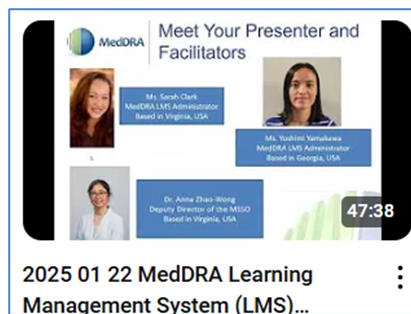 MedDRA
Meet Your Presenter and
Facilitators
Ms. Sarah Clark
MedDRA LMS Administrator
Based in Virginia, USA
Ms. Yoshimi Yamakawa
MedDRA LMS Administrator
Based in Georgia, USA
Dr. Anna Zhao-Wong
Deputy Director of the MSSO
Based in Virginia, USA
47:38
2025 01 22 MedDRA Learning
Management System (LMS)...